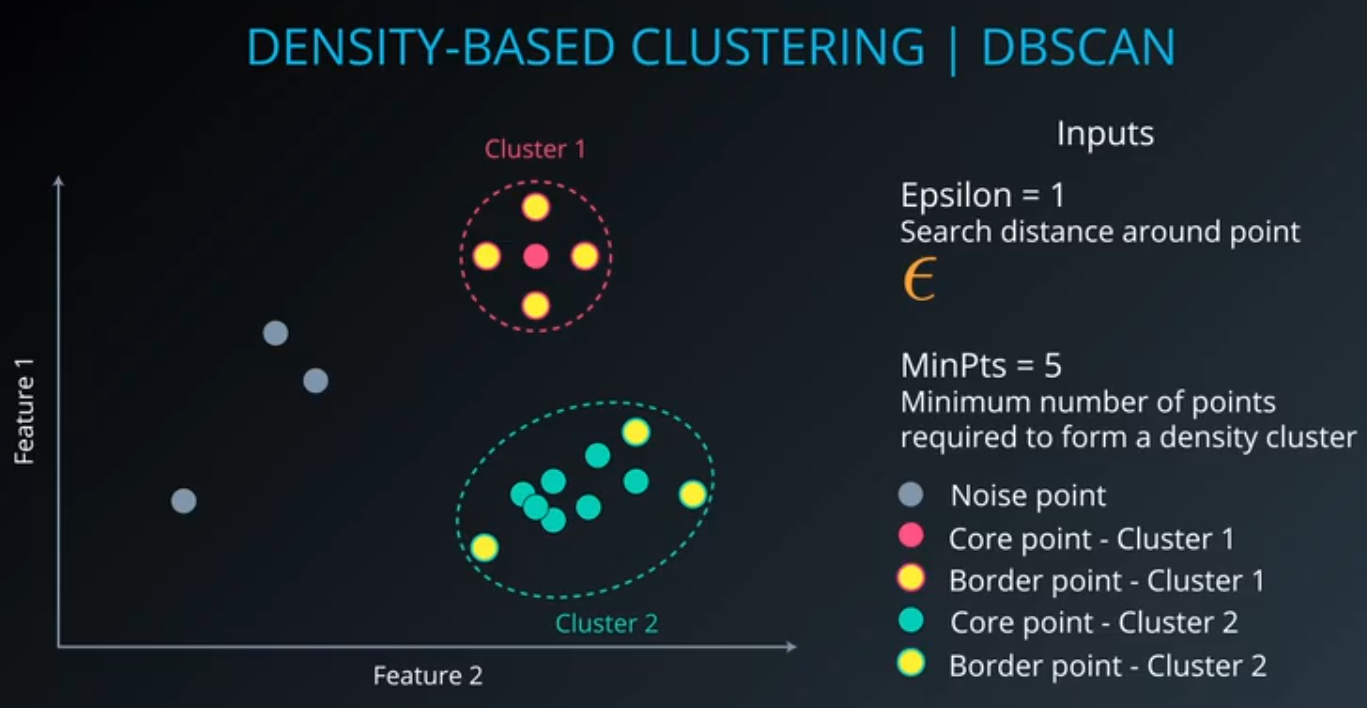 DENSITY-BASED CLUSTERING | DBSCAN
Cluster 1
Feature 1
Cluster 2
Feature 2
Inputs
Epsilon = 1
Search distance around point
ϵ
MinPts = 5
Minimum number of points
required to form a density cluster
Noise point
Core point - Cluster 1
Border point - Cluster 1
Core point - Cluster 2
Border point - Cluster 2